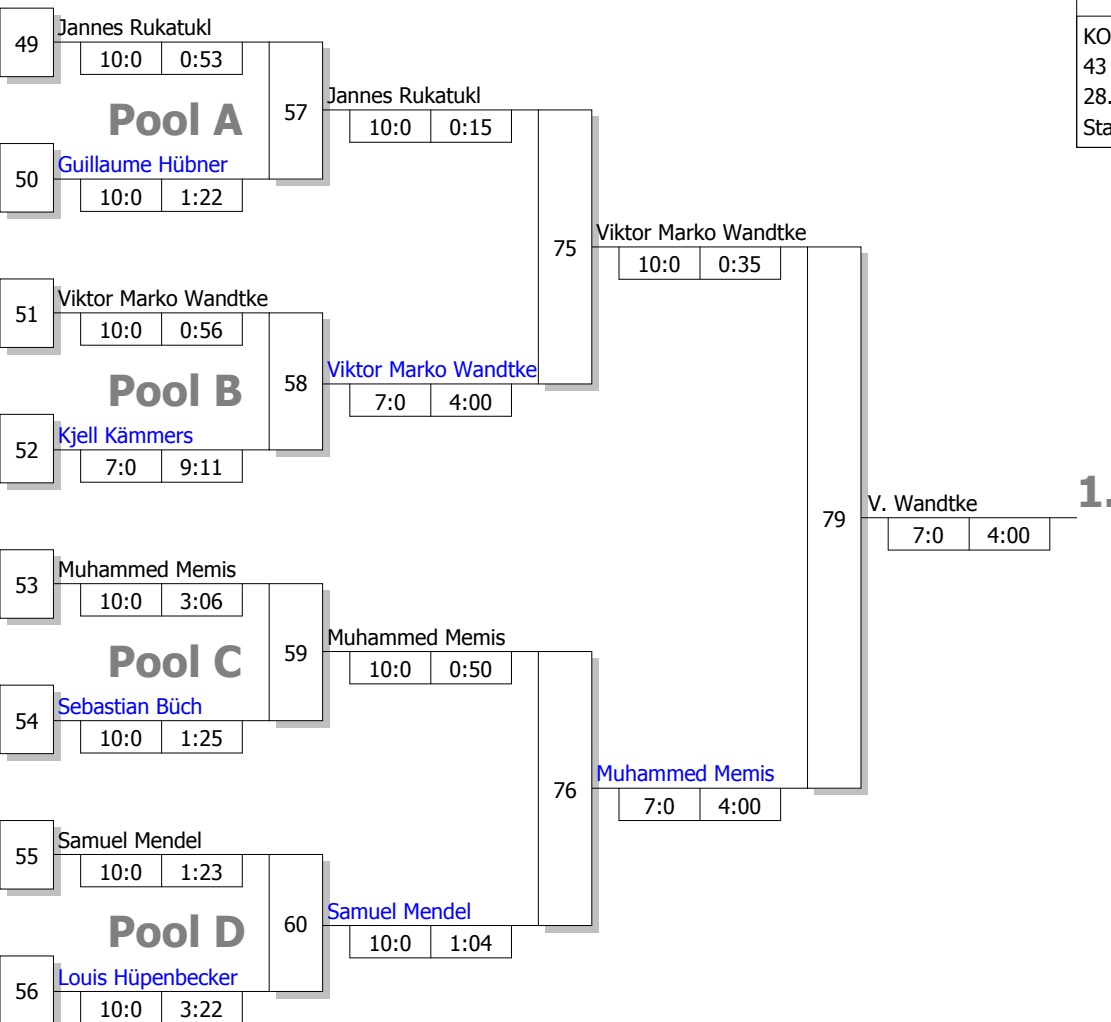 49
Jannes Rukatukl
10:0 0:53
Pool A
57
Jannes Rukatukl
10:0 0:15
50
Guillaume Hübner
10:0 1:22
75
Viktor Marko Wandtke
10:0 0:35
51
Viktor Marko Wandtke
10:0 0:56
Pool B
58
Viktor Marko Wandtke
7:0 4:00
52
Kjell Kämmers
7:0 9:11
79
V. Wandtke
7:0 4:00
1.
53
Muhammed Memis
10:0 3:06
Pool C
59
Muhammed Memis
10:0 0:50
54
Sebastian Büch
10:0 1:25
76
Muhammed Memis
7:0 4:00
55
Samuel Mendel
10:0 1:23
Pool D
60
Samuel Mendel
10:0 1:04
56
Louis Hüpenbecker
10:0 3:22
KO
43
28.
Sta